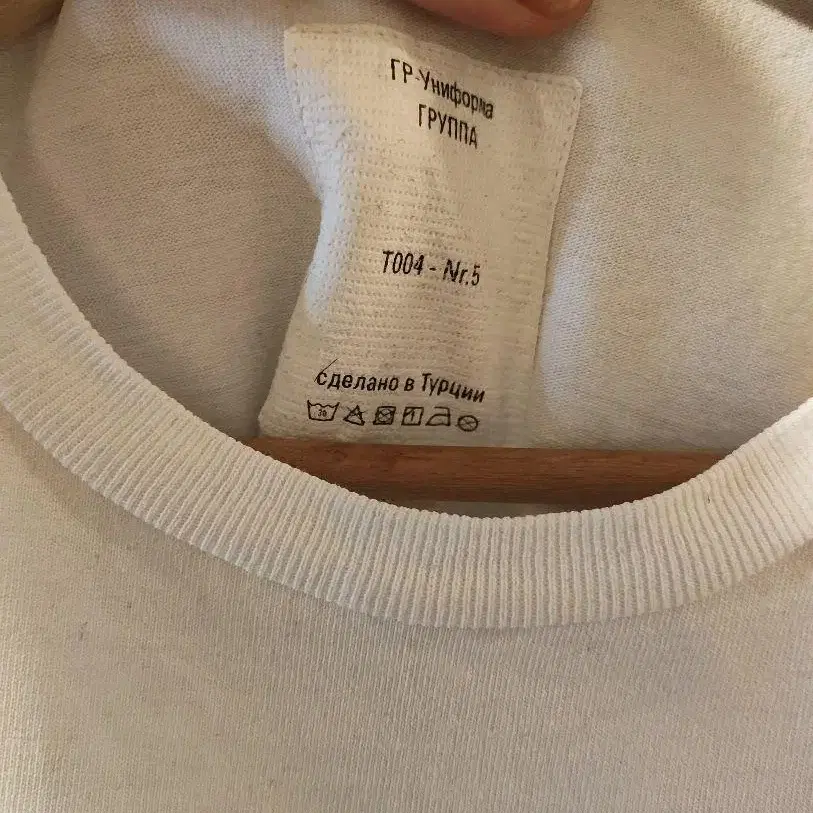 ГР-Униформа
ГРУППА
T004 - Nr.5
сделано в Турции